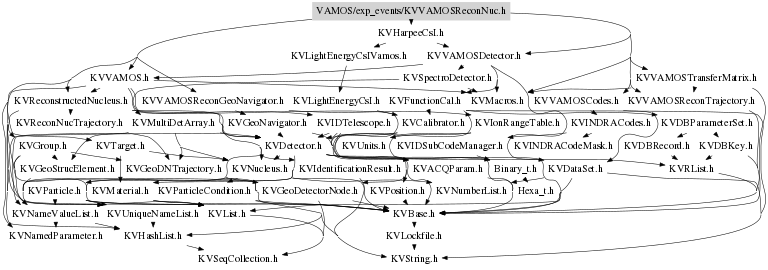 VAMOS/exp_events/KVVAMOSReconNuc.h
KVHarpeeCsI.h
KVLightEnergyCsIVamos.h KVVAMOSDetector.h
KVVAMOS.h KVSpectroDetector.h KVVAMOSTransferMatrix.h
KVReconstructedNucleus.h KVVAMOSReconGeoNavigator.h KVLightEnergyCsI.h KVFunctionCal.h KVMacros.h KVVAMOSCodes.h KVVAMOSReconTrajectory.h
KVReconNucTrajectory.h KVMultiDetArray.h KVGeoNavigator.h KVIDTelescope.h KVCalibrator.h KVIonRangeTable.h KVINDRACodes.h KVDBParameterSet.h
KVGroup.h KVTarget.h KVDetector.h KVUnits.h KVIDSubCodeManager.h KVINDRACodeMask.h KVDBRecord.h KVDBKey.h
KVGeoStrucElement.h KVGeoDNTrajectory.h KVNucleus.h KVIdentificationResult.h KVACQParam.h Binary_t.h KVDataSet.h KVRList.h
KVParticle.h KVMaterial.h KVParticleCondition.h KVGeoDetectorNode.h KVPosition.h KVNumberList.h Hexa_t.h
KVNameValueList.h KVUniqueNameList.h KVList.h KVBase.h
KVNamedParameter.h KVHashList.h KVLockfile.h
KVSeqCollection.h KVString.h